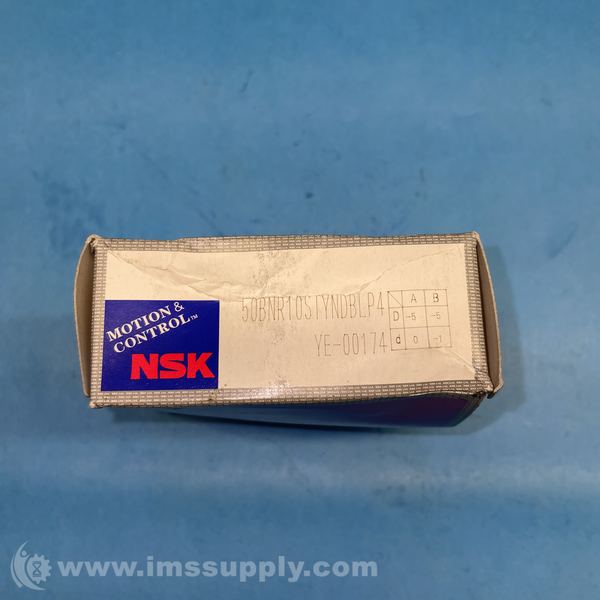 50BNR10STYNDBLP4
YE-00174
A B
D -5 -5
d 0 -1
MOTION &
CONTROL™
NSK
www.imssupply.com